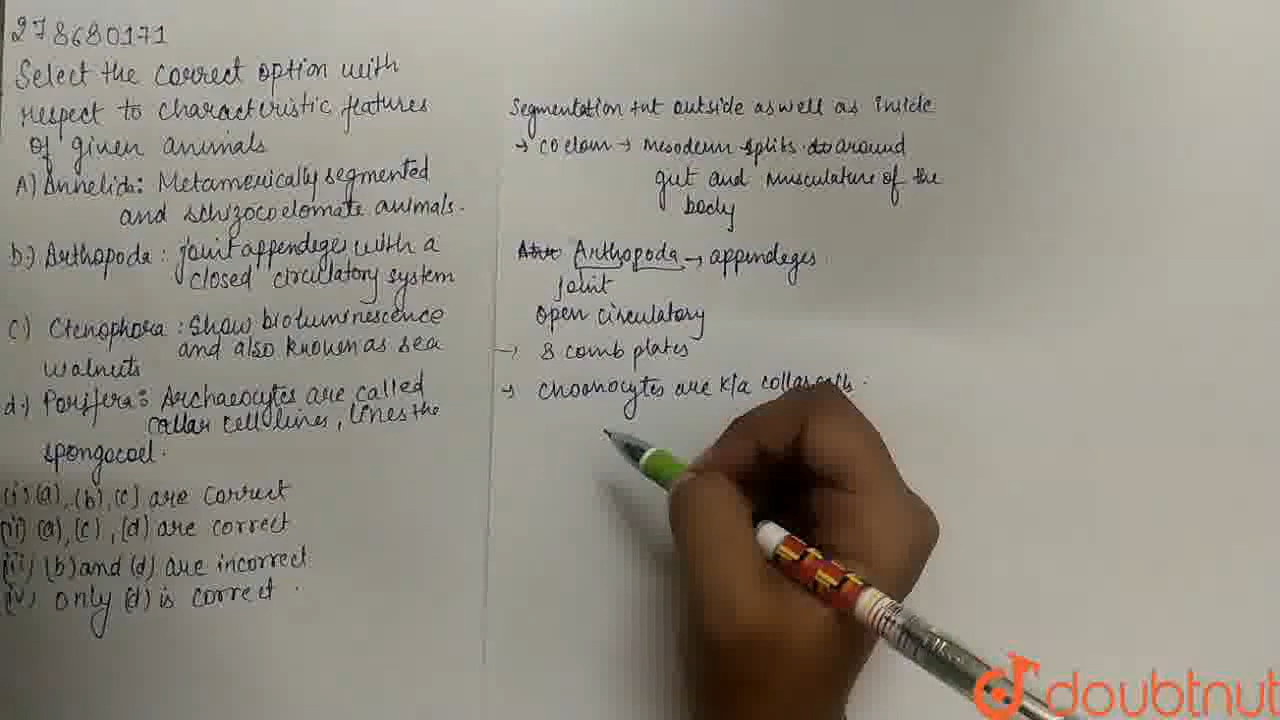 278680171
Select the correct option with
respect to characteristic features
of given animals
A) Annelida: Metamerically segmented
and schizocoelomate animals.
b.) Arthopoda : joint appendeges with a
closed circulatory system
c) Ctenophora : Show bioluminescence
and also known as sea
walnuts
d.) Porifera: Archaeocytes are called
collar cell lines, lines the
spongocoel.
(i) (a), (b), (c) are correct
(ii) (a), (c), (d) are correct
(iii) (b) and (d) are incorrect
(iv) only (d) is correct.
Segmentation +nt outside as well as inside
→ coelom → Mesoderm splits around
gut and musculature of the
body
Arthopoda → appendeges.
joint
open circulatory
→ 8 comb plates
→ choanocytes are k/a collar cells.
doubtnut